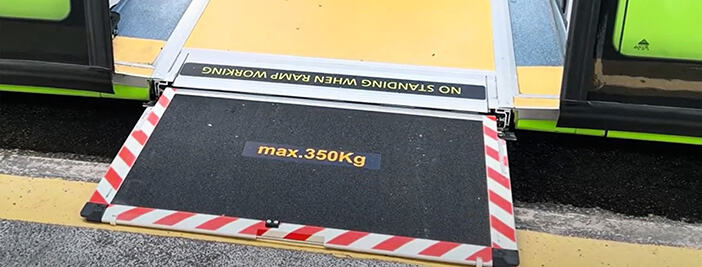 NO STANDING WHEN RAMP WORKING
max.350Kg